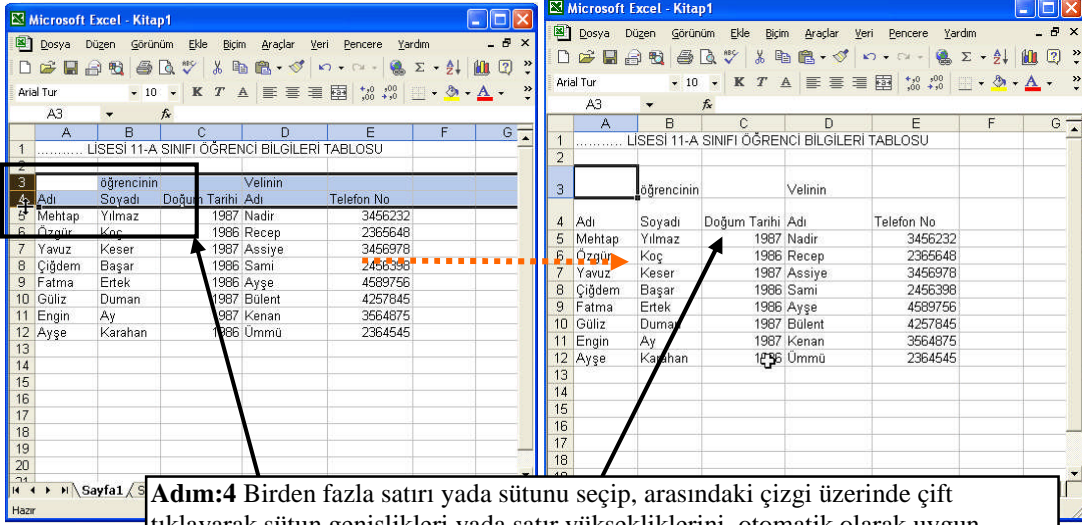 Microsoft Excel - Kitap1
Dosya Düzen Görünüm Ekle Biçim Araçlar Veri Pencere Yardım
Arial Tur 10 K T A
A3 fx
A B C D E F G
1 ........... LİSESİ 11-A SINIFI ÖĞRENCİ BİLGİLERİ TABLOSU
2
3 öğrencinin Velinin
4 Adı Soyadı Doğum Tarihi Adı Telefon No
5 Mehtap Yılmaz 1987 Nadir 3456232
6 Özgür Koç 1986 Recep 2365648
7 Yavuz Keser 1987 Assiye 3456978
8 Çiğdem Başar 1986 Sami 2456398
9 Fatma Ertek 1986 Ayşe 4589756
10 Güliz Duman 1987 Bülent 4257845
11 Engin Ay 1987 Kenan 3564875
12 Ayşe Karahan 1986 Ümmü 2364545
13
14
15
16
17
18
19
20
21
Sayfa1 S
Hazır
Microsoft Excel - Kitap1
Dosya Düzen Görünüm Ekle Biçim Araçlar Veri Pencere Yardım
Arial Tur 10 K T A
A3 fx
A B C D E F G
1 ........... LİSESİ 11-A SINIFI ÖĞRENCİ BİLGİLERİ TABLOSU
2
3 öğrencinin Velinin
4 Adı Soyadı Doğum Tarihi Adı Telefon No
5 Mehtap Yılmaz 1987 Nadir 3456232
6 Özgür Koç 1986 Recep 2365648
7 Yavuz Keser 1987 Assiye 3456978
8 Çiğdem Başar 1986 Sami 2456398
9 Fatma Ertek 1986 Ayşe 4589756
10 Güliz Duman 1987 Bülent 4257845
11 Engin Ay 1987 Kenan 3564875
12 Ayşe Karahan 1986 Ümmü 2364545
13
14
15
16
17
18
Adım:4 Birden fazla satırı yada sütunu seçip, arasındaki çizgi üzerinde çift
tıklayarak sütun genişlikleri yada satır yüksekliklerini otomatik olarak uygun